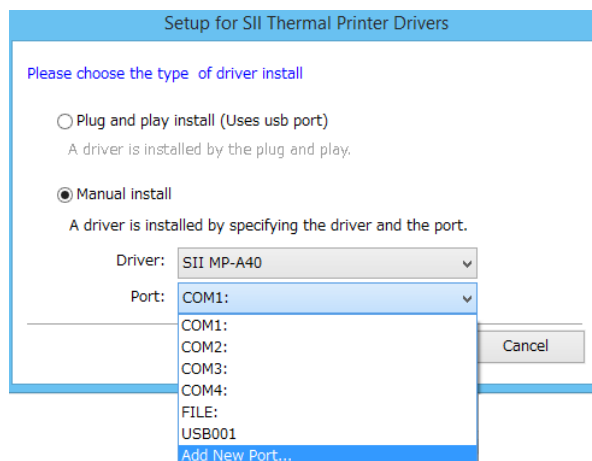 Setup for SII Thermal Printer Drivers
Please choose the type of driver install
Plug and play install (Uses usb port)
A driver is installed by the plug and play.
Manual install
A driver is installed by specifying the driver and the port.
Driver: SII MP-A40
Port: COM1:
COM1:
COM2:
Cancel
COM3:
COM4:
FILE:
USB001
Add New Port...